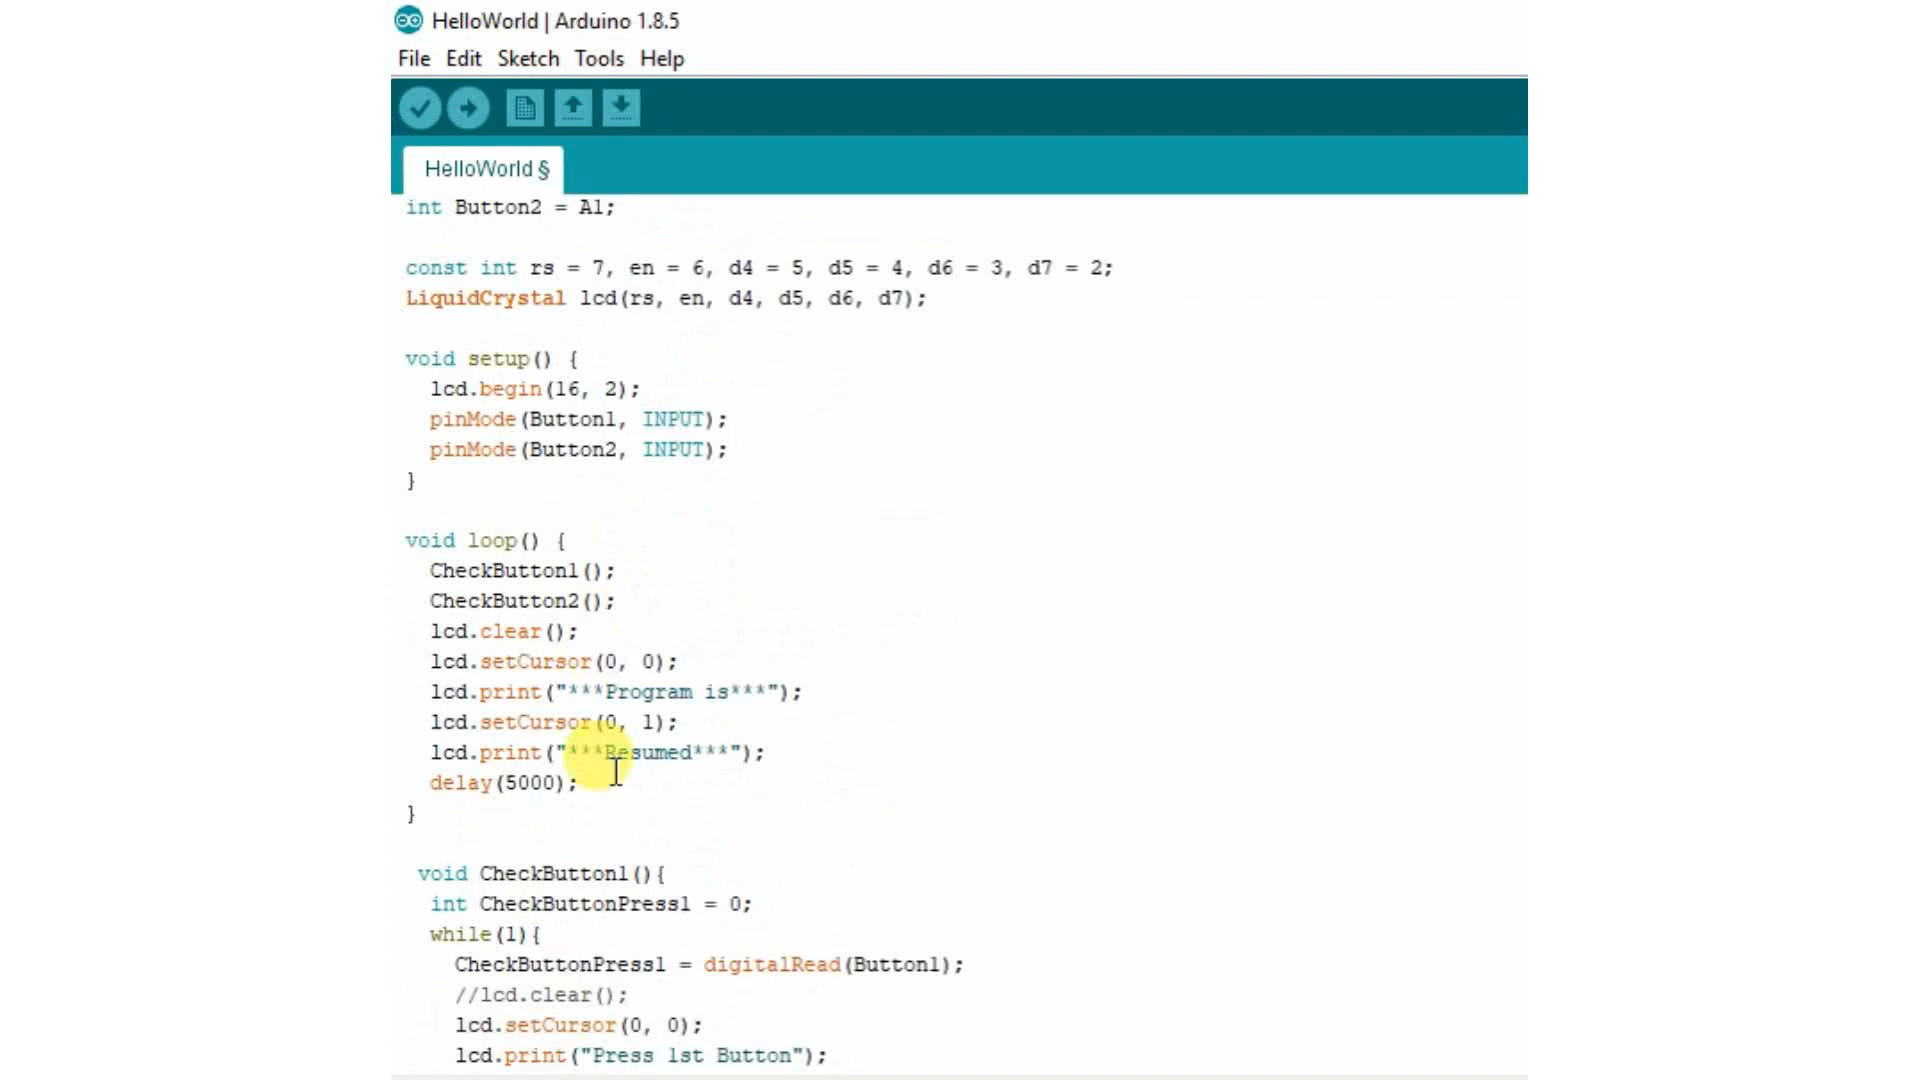 HelloWorld | Arduino 1.8.5
File Edit Sketch Tools Help
HelloWorld §
int Button2 = A1;
const int rs = 7, en = 6, d4 = 5, d5 = 4, d6 = 3, d7 = 2;
LiquidCrystal lcd(rs, en, d4, d5, d6, d7);
void setup() {
lcd.begin(16, 2);
pinMode(Button1, INPUT);
pinMode(Button2, INPUT);
}
void loop() {
CheckButton1();
CheckButton2();
lcd.clear();
lcd.setCursor(0, 0);
lcd.print("***Program is***");
lcd.setCursor(0, 1);
lcd.print("***Resumed***");
delay(5000);
}
void CheckButton1(){
int CheckButtonPress1 = 0;
while(1){
CheckButtonPress1 = digitalRead(Button1);
//lcd.clear();
lcd.setCursor(0, 0);
lcd.print("Press 1st Button");